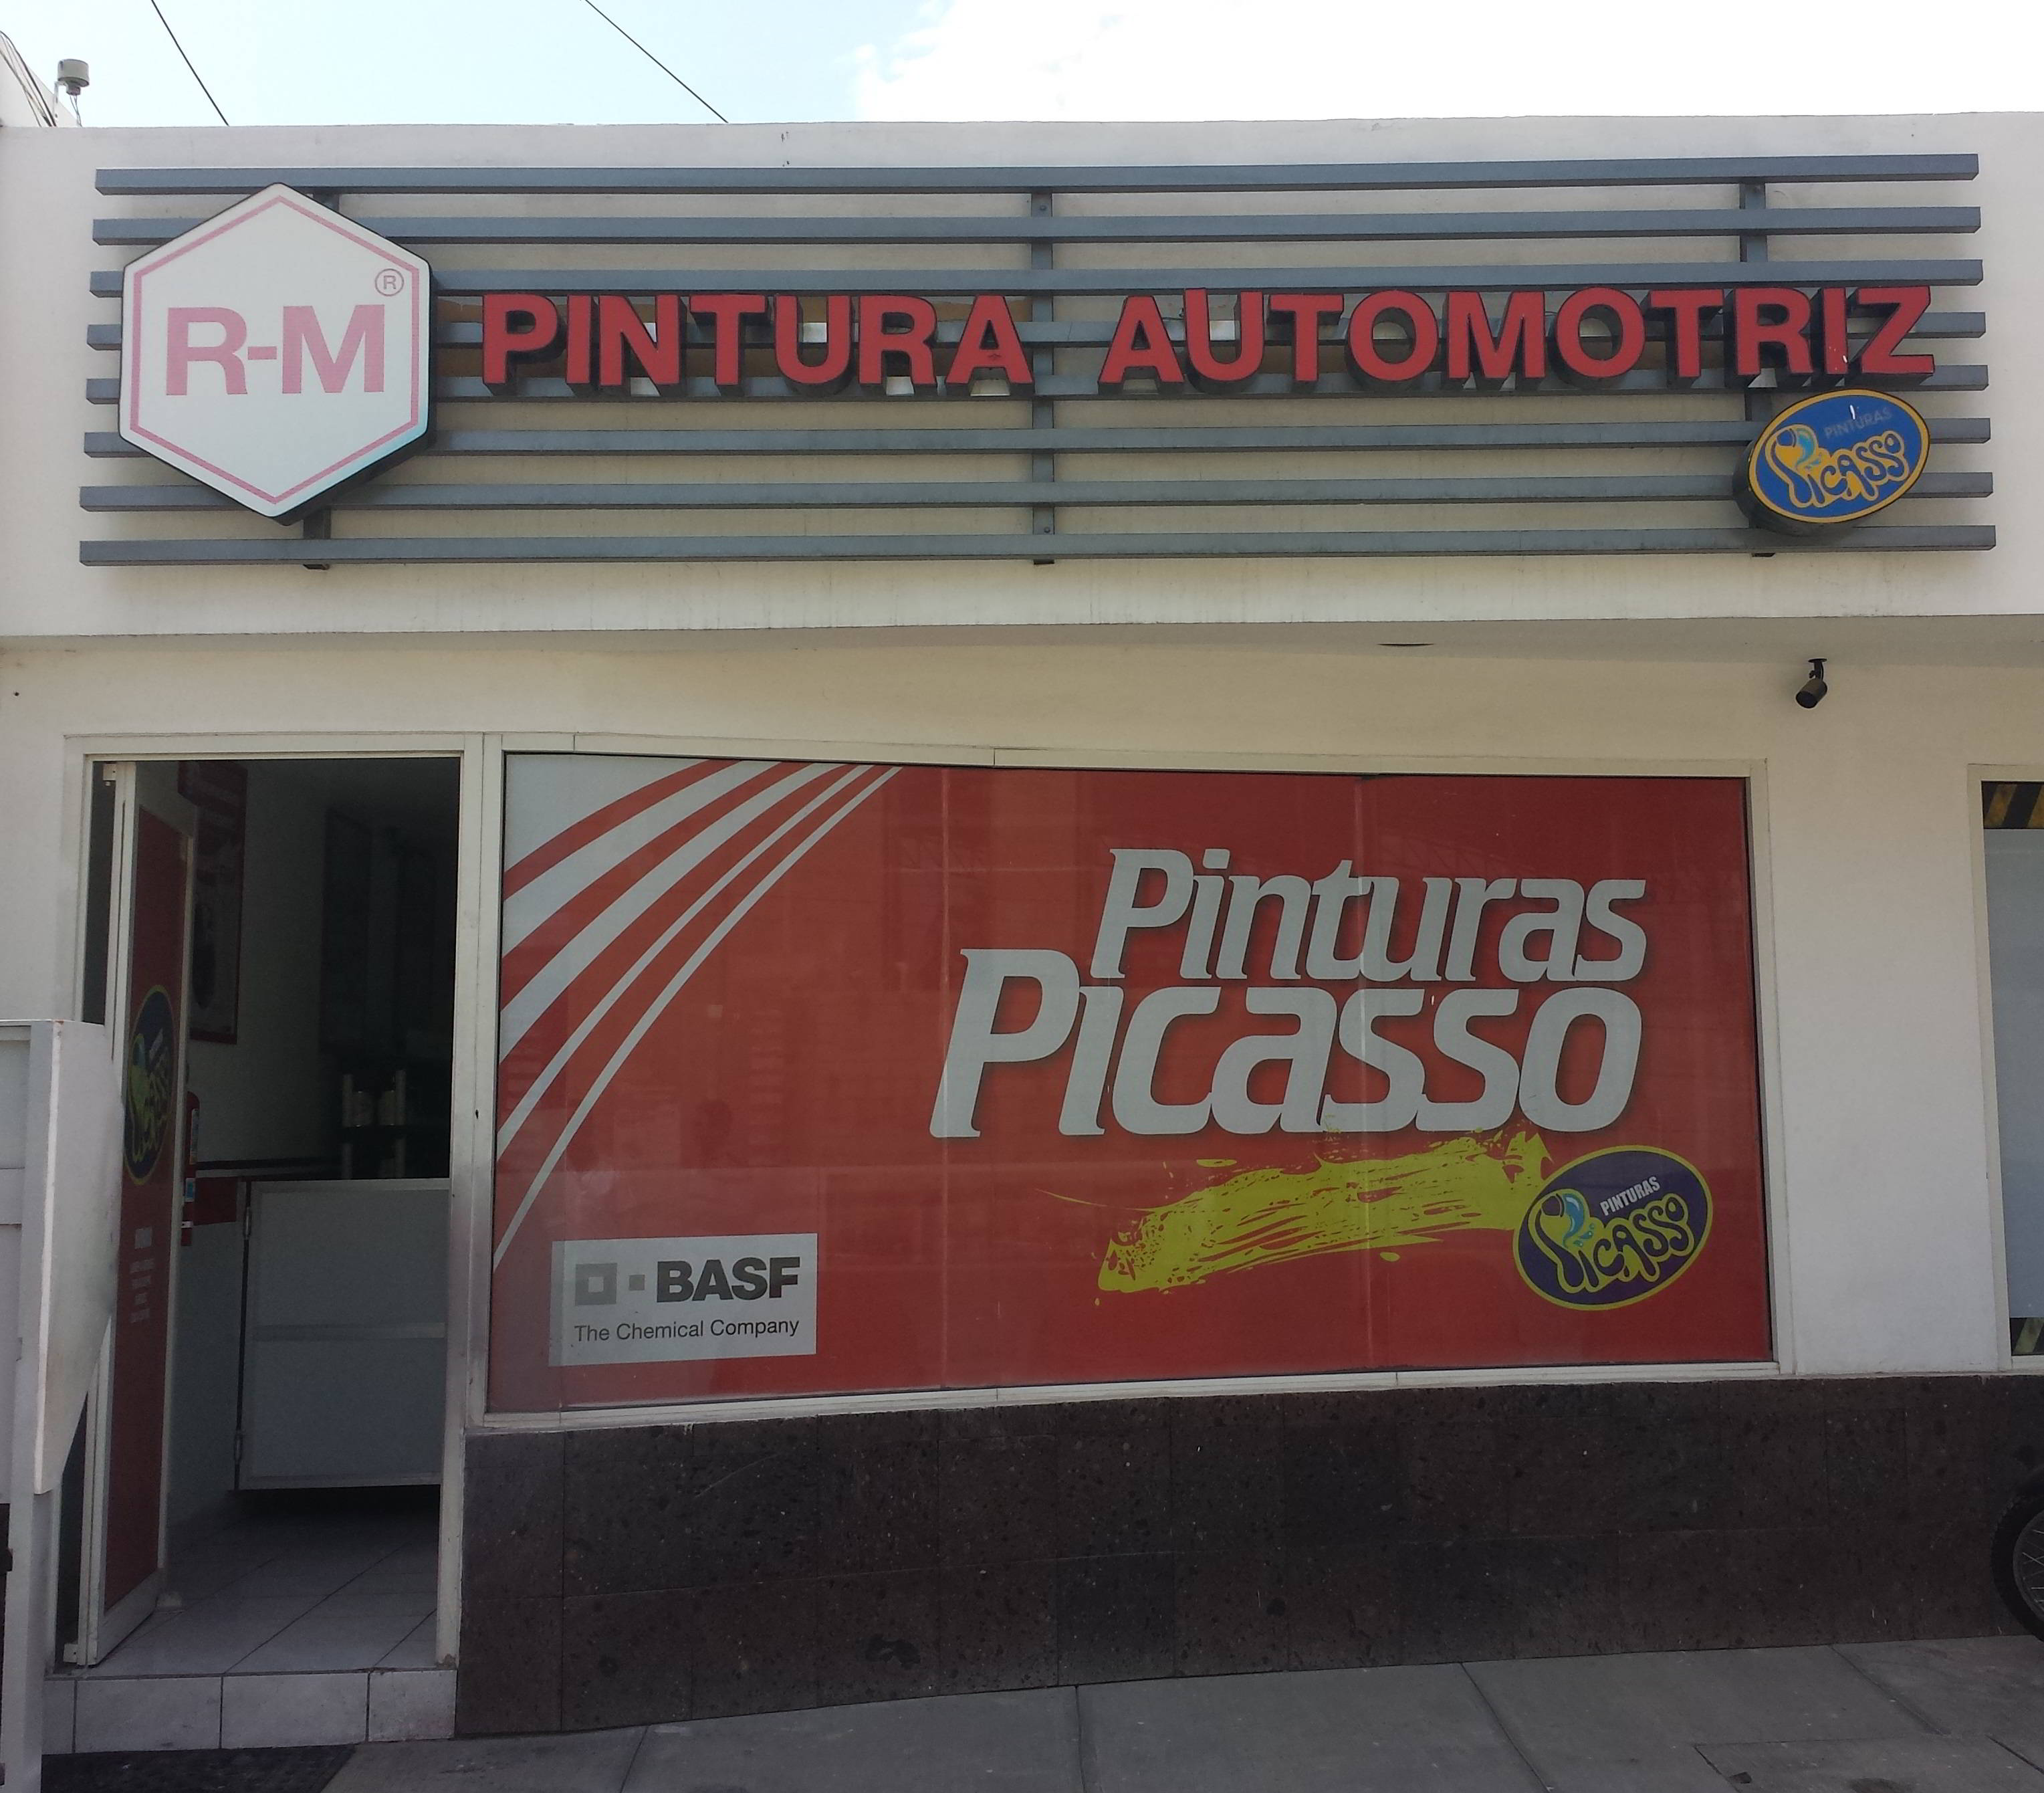 R-M®
PINTURA AUTOMOTRIZ
PINTURAS
Picasso
Pinturas
Picasso
PINTURAS
Picasso
BASF
The Chemical Company